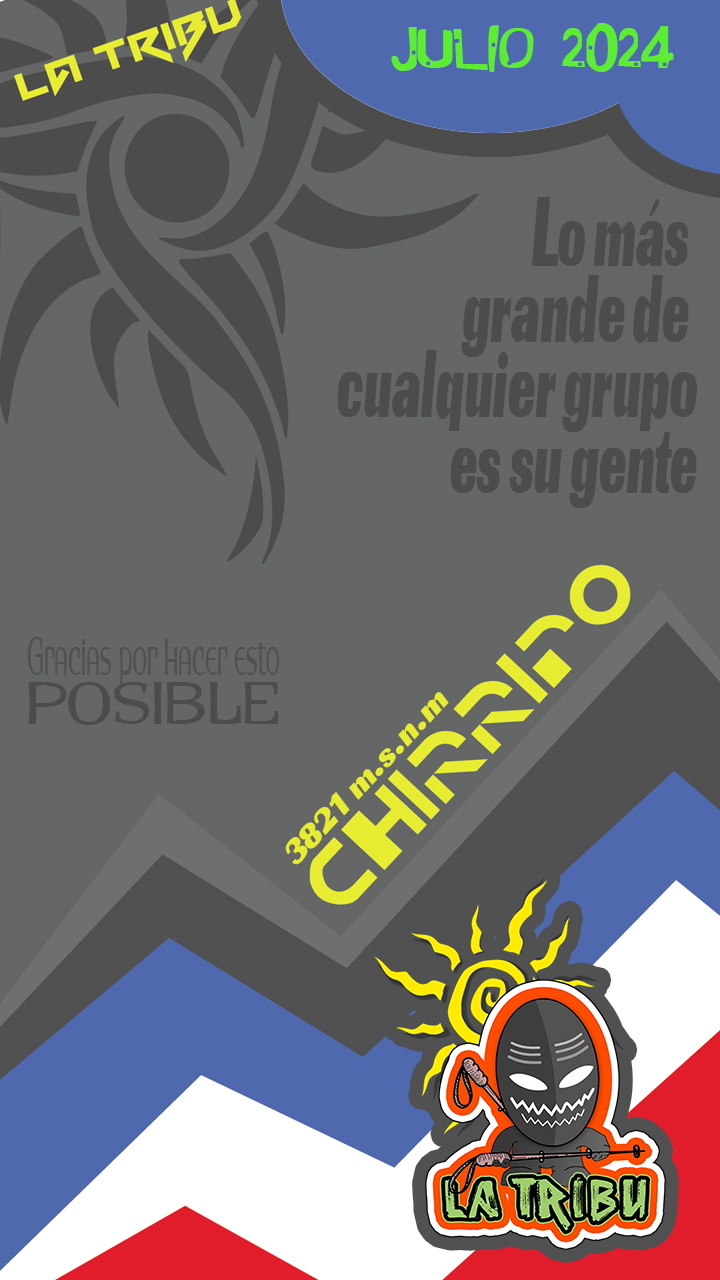 LA TRIBU
JULIO 2024
Lo más
grande de
cualquier grupo
es su gente
Gracias por hacer esto
POSIBLE
3821 m.s.n.m
CHIRRIPO
LA TRIBU